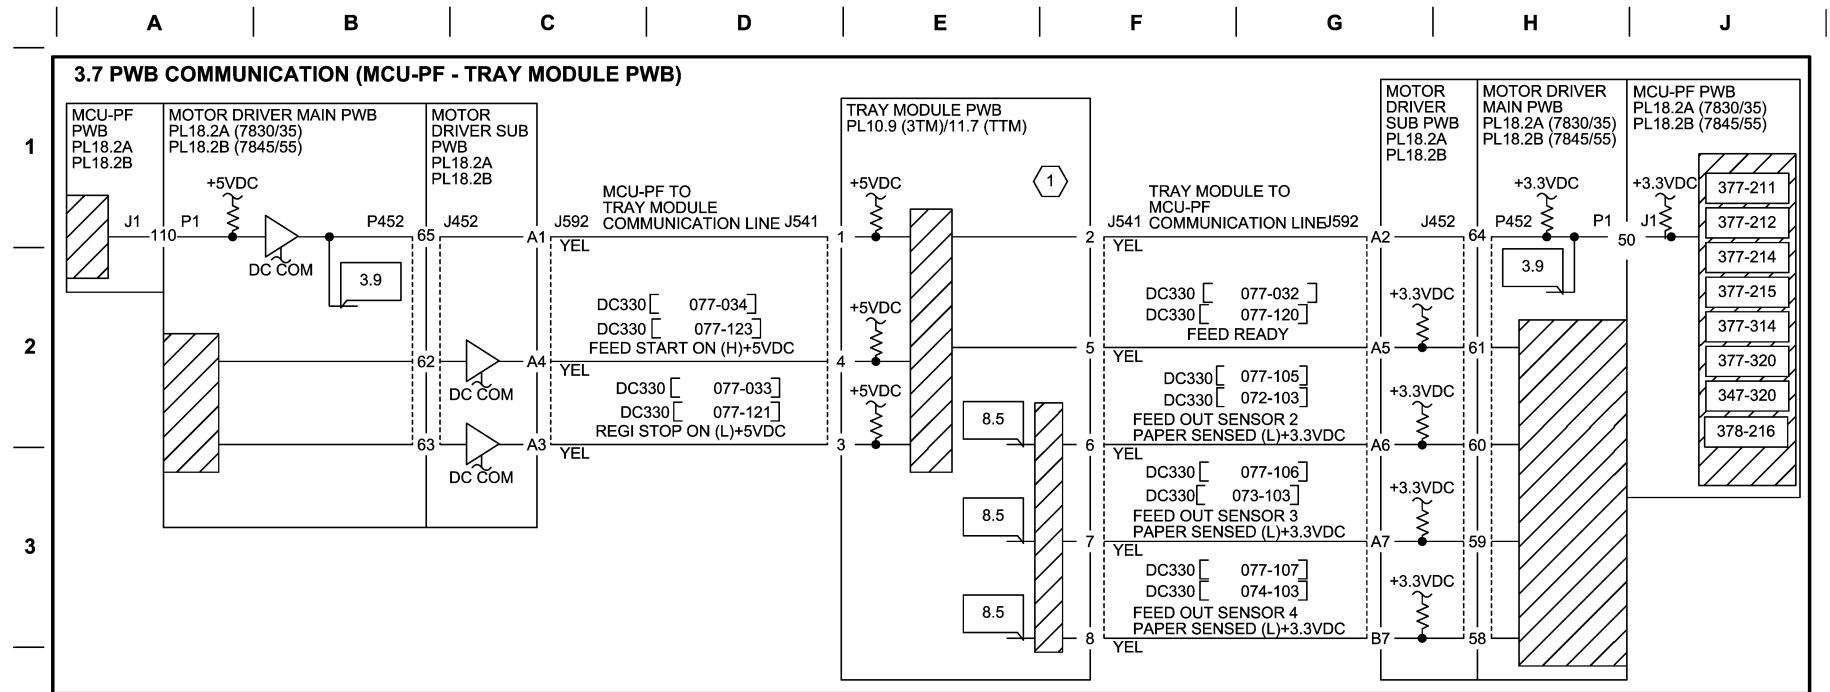 A B C D E F G H J
3.7 PWB COMMUNICATION (MCU-PF - TRAY MODULE PWB)
1
2
3
MCU-PF
PWB
PL18.2A
PL18.2B
MOTOR DRIVER MAIN PWB
PL18.2A (7830/35)
PL18.2B (7845/55)
MOTOR
DRIVER SUB
PWB
PL18.2A
PL18.2B
+5VDC
J1 110 P1
DC COM
3.9
P452 65 J452
A1 J592
YEL
MCU-PF TO
TRAY MODULE
COMMUNICATION LINE J541
62
DC COM
A4
YEL
DC330 [ 077-034]
DC330 [ 077-123]
FEED START ON (H)+5VDC
63
DC COM
A3
YEL
DC330 [ 077-033]
DC330 [ 077-121]
REGI STOP ON (L)+5VDC
TRAY MODULE PWB
PL10.9 (3TM)/11.7 (TTM)
1
+5VDC
1
+5VDC
4
+5VDC
3
8.5
8.5
8.5
2
J541
YEL
TRAY MODULE TO
MCU-PF
COMMUNICATION LINE J592
A2
5
YEL
DC330 [ 077-032 ]
DC330 [ 077-120]
FEED READY
A5
6
YEL
DC330 [ 077-105]
DC330 [ 072-103]
FEED OUT SENSOR 2
PAPER SENSED (L)+3.3VDC
A6
7
YEL
DC330 [ 077-106]
DC330 [ 073-103]
FEED OUT SENSOR 3
PAPER SENSED (L)+3.3VDC
A7
8
YEL
DC330 [ 077-107]
DC330 [ 074-103]
FEED OUT SENSOR 4
PAPER SENSED (L)+3.3VDC
B7
MOTOR
DRIVER
SUB PWB
PL18.2A
PL18.2B
J452 64 P452
+3.3VDC
61
+3.3VDC
60
+3.3VDC
59
+3.3VDC
58
MOTOR DRIVER
MAIN PWB
PL18.2A (7830/35)
PL18.2B (7845/55)
+3.3VDC
3.9
P1 50 J1
MCU-PF PWB
PL18.2A (7830/35)
PL18.2B (7845/55)
+3.3VDC
377-211
377-212
377-214
377-215
377-314
377-320
347-320
378-216